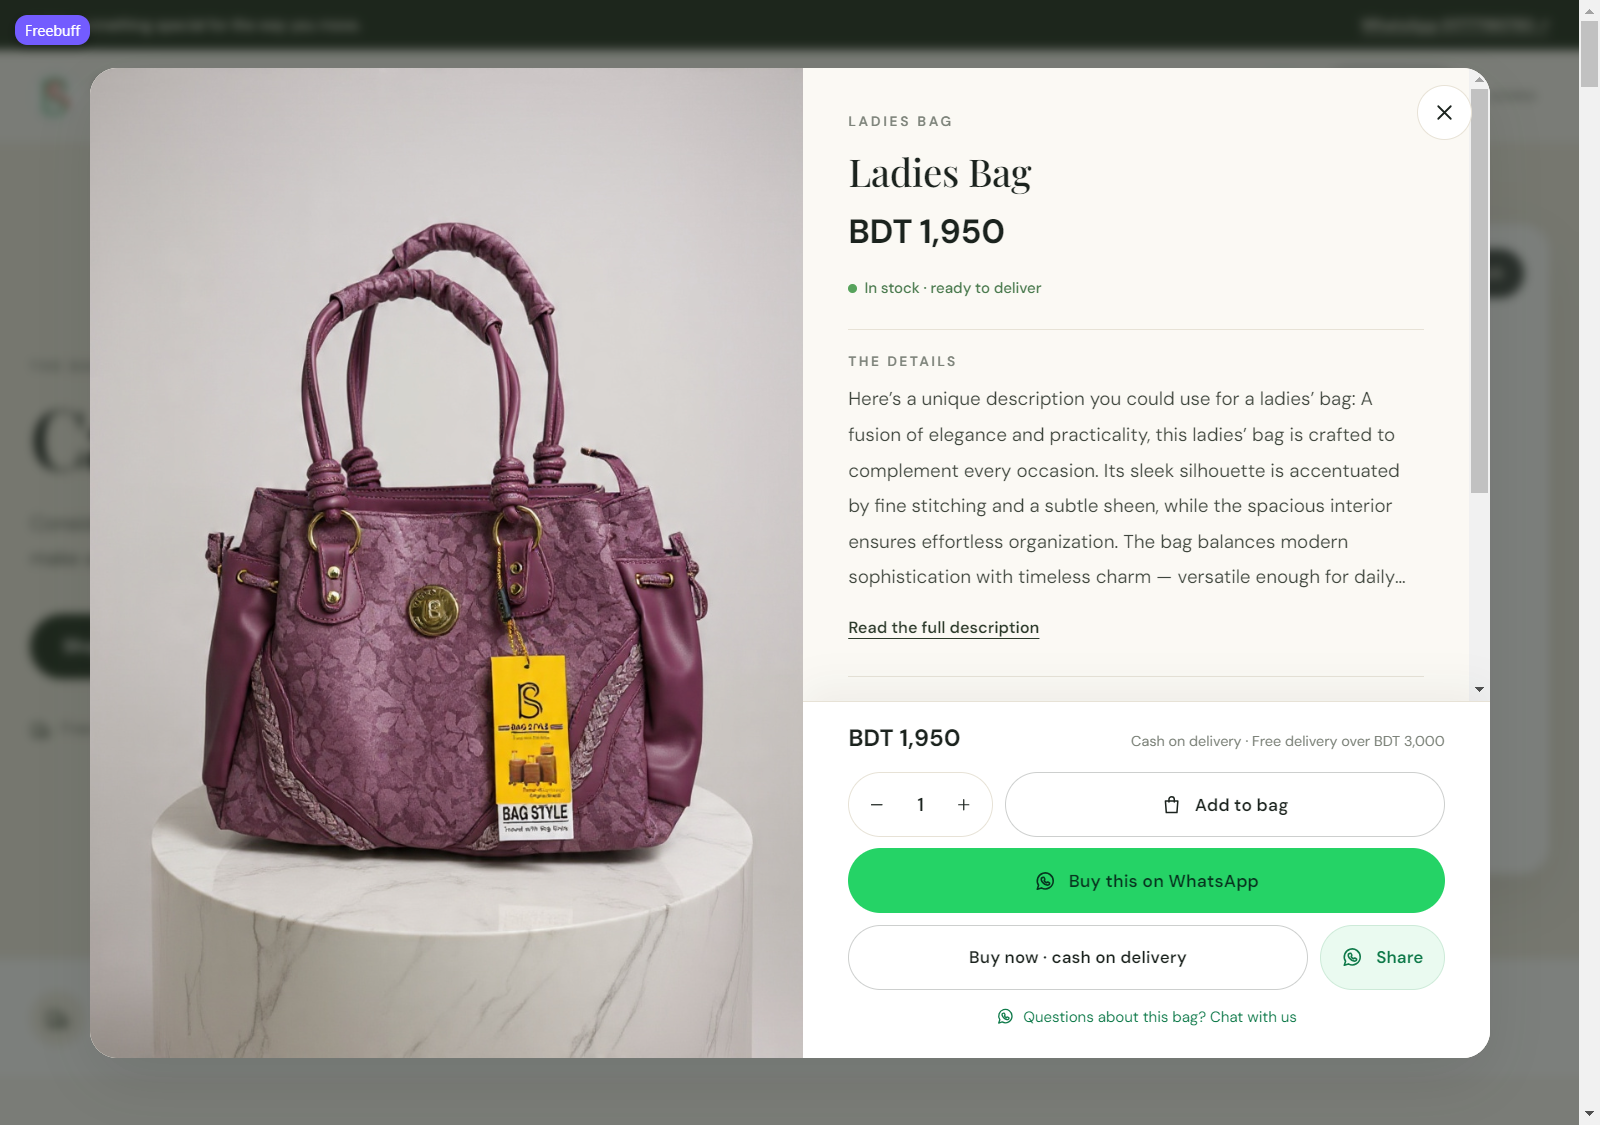 Freebuff
LADIES BAG
Ladies Bag
BDT 1,950
In stock · ready to deliver
THE DETAILS
Here’s a unique description you could use for a ladies’ bag: A
fusion of elegance and practicality, this ladies’ bag is crafted to
complement every occasion. Its sleek silhouette is accentuated
by fine stitching and a subtle sheen, while the spacious interior
ensures effortless organization. The bag balances modern
sophistication with timeless charm — versatile enough for daily…
Read the full description
BDT 1,950
Cash on delivery · Free delivery over BDT 3,000
− 1 +
Add to bag
Buy this on WhatsApp
Buy now · cash on delivery
Share
Questions about this bag? Chat with us
BAG STYLE
BAG STYLE